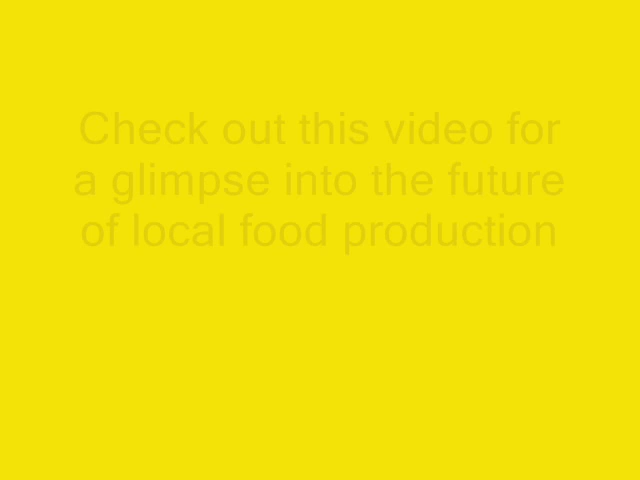 Check out this video for
a glimpse into the future
of local food production